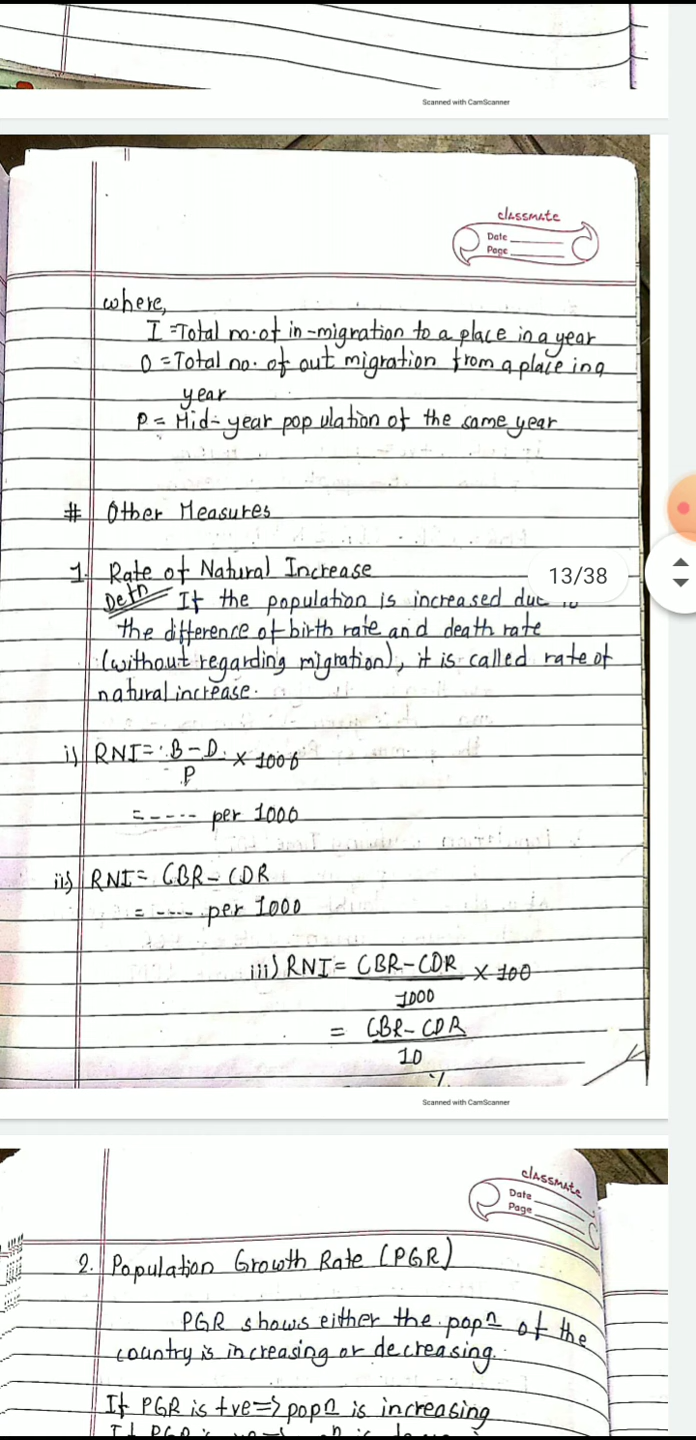 Scanned with CamScanner
classmate
Date
Page
where,
I = Total no. of in-migration to a place in a year
O = Total no. of out migration from a place in a
year
P = Mid-year population of the same year
# Other Measures
1. Rate of Natural Increase
13/38
Defn If the population is increased due to
the difference of birth rate and death rate
(without regarding migration), it is called rate of
natural increase.
i) RNI = B-D/P × 1000
= ---- per 1000
ii) RNI = CBR - CDR
= ---- per 1000
iii) RNI = CBR-CDR/1000 × 100
= CBR-CDR/10
%
Scanned with CamScanner
classmate
Date
Page
2. Population Growth Rate (PGR)
PGR shows either the popn of the
country is increasing or decreasing.
If PGR is +ve => popn is increasing
If PGR is